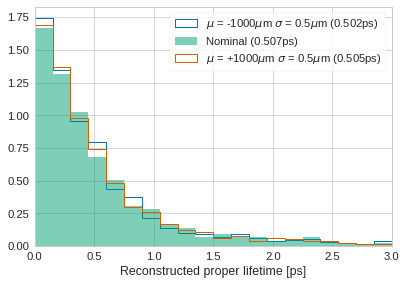 1.75
1.50
1.25
1.00
0.75
0.50
0.25
0.00
μ = -1000μm σ = 0.5μm (0.502ps)
Nominal (0.507ps)
μ = +1000μm σ = 0.5μm (0.505ps)
0.0 0.5 1.0 1.5 2.0 2.5 3.0
Reconstructed proper lifetime [ps]